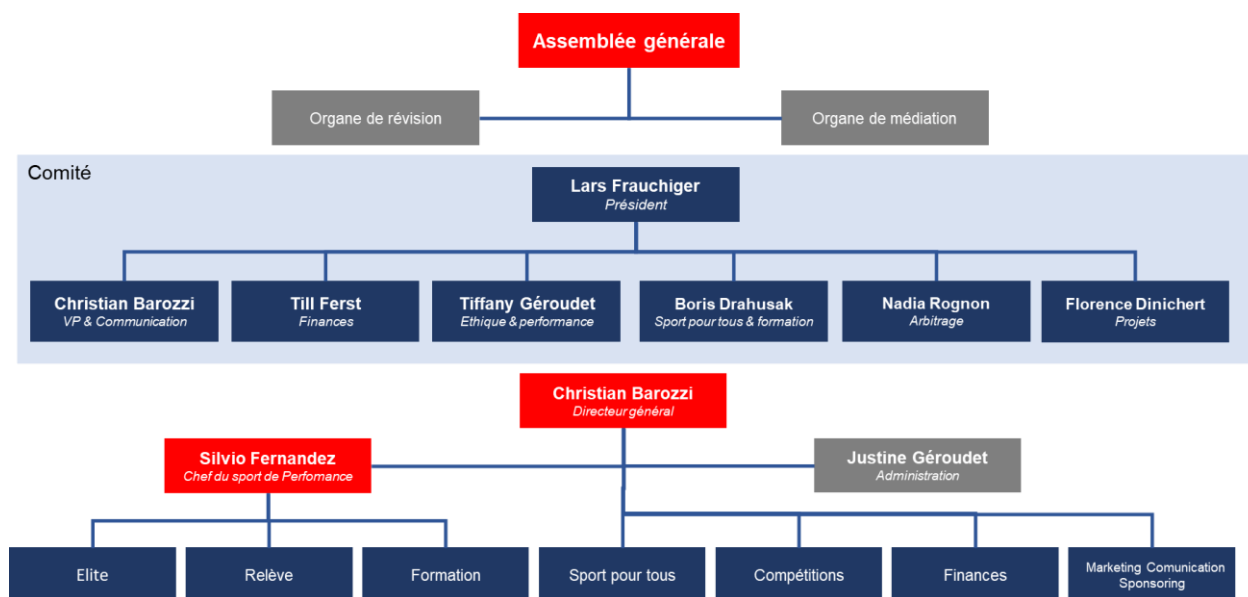 Assemblée générale
Organe de révision
Organe de médiation
Comité
Lars Frauchiger
Président
Christian Barozzi
VP & Communication
Till Ferst
Finances
Tiffany Géroudet
Ethique & performance
Boris Drahusak
Sport pour tous & formation
Nadia Rognon
Arbitrage
Florence Dinichert
Projets
Christian Barozzi
Directeur général
Silvio Fernandez
Chef du sport de Perfomance
Justine Géroudet
Administration
Elite
Relève
Formation
Sport pour tous
Compétitions
Finances
Marketing Comunication
Sponsoring